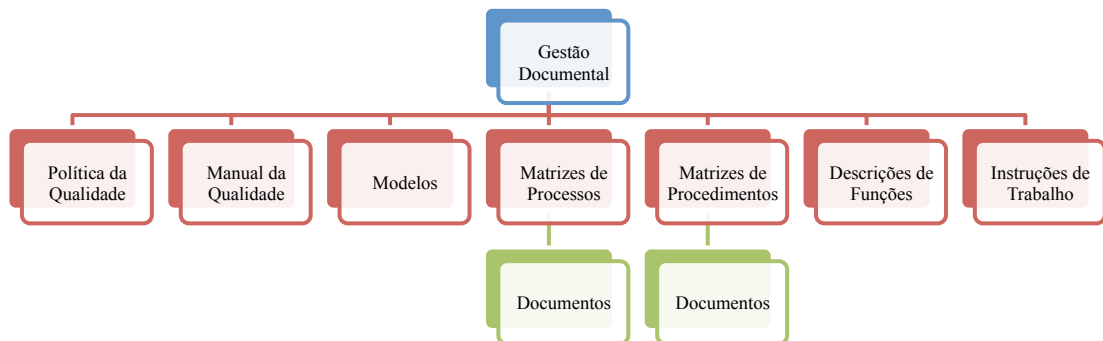 Gestão
Documental
Política da
Qualidade
Manual da
Qualidade
Modelos
Matrizes de
Processos
Matrizes de
Procedimentos
Descrições de
Funções
Instruções de
Trabalho
Documentos
Documentos